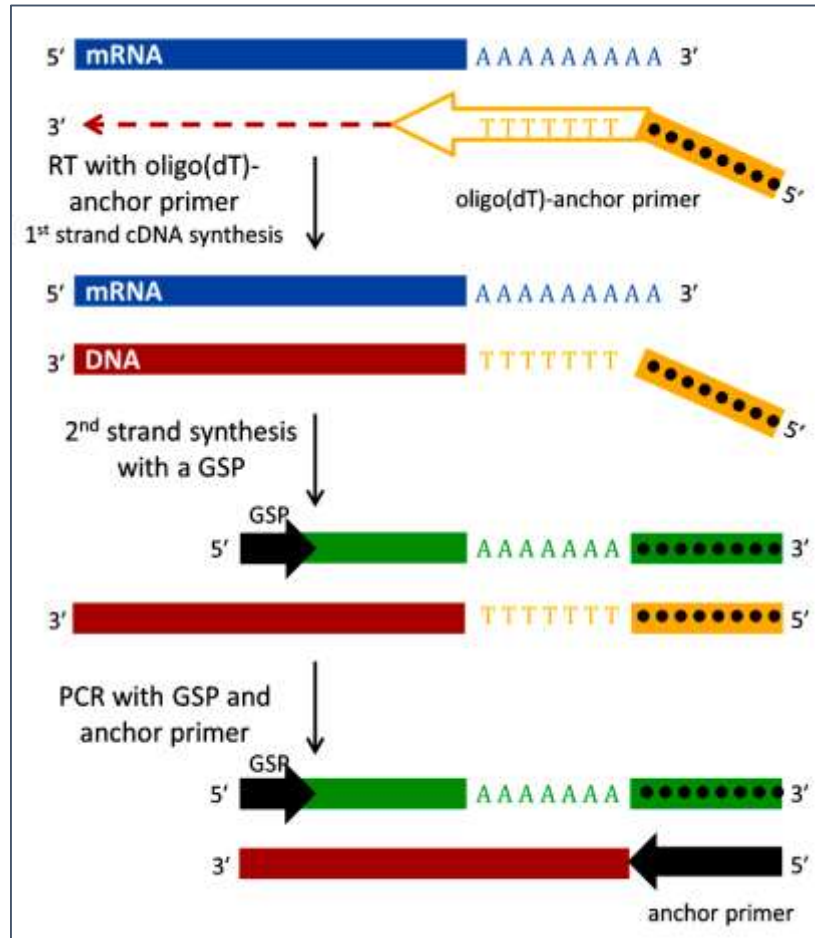 5′ mRNA AAAAAAAAA 3′
3′ TTTTTTT
RT with oligo(dT)-
anchor primer
1st strand cDNA synthesis
oligo(dT)-anchor primer
5′
5′ mRNA AAAAAAAAA 3′
3′ DNA TTTTTTT
5′
2nd strand synthesis
with a GSP
GSP
5′ AAAAAAA 3′
3′ TTTTTTT 5′
PCR with GSP and
anchor primer
GSP
5′ AAAAAAA 3′
3′ 5′
anchor primer